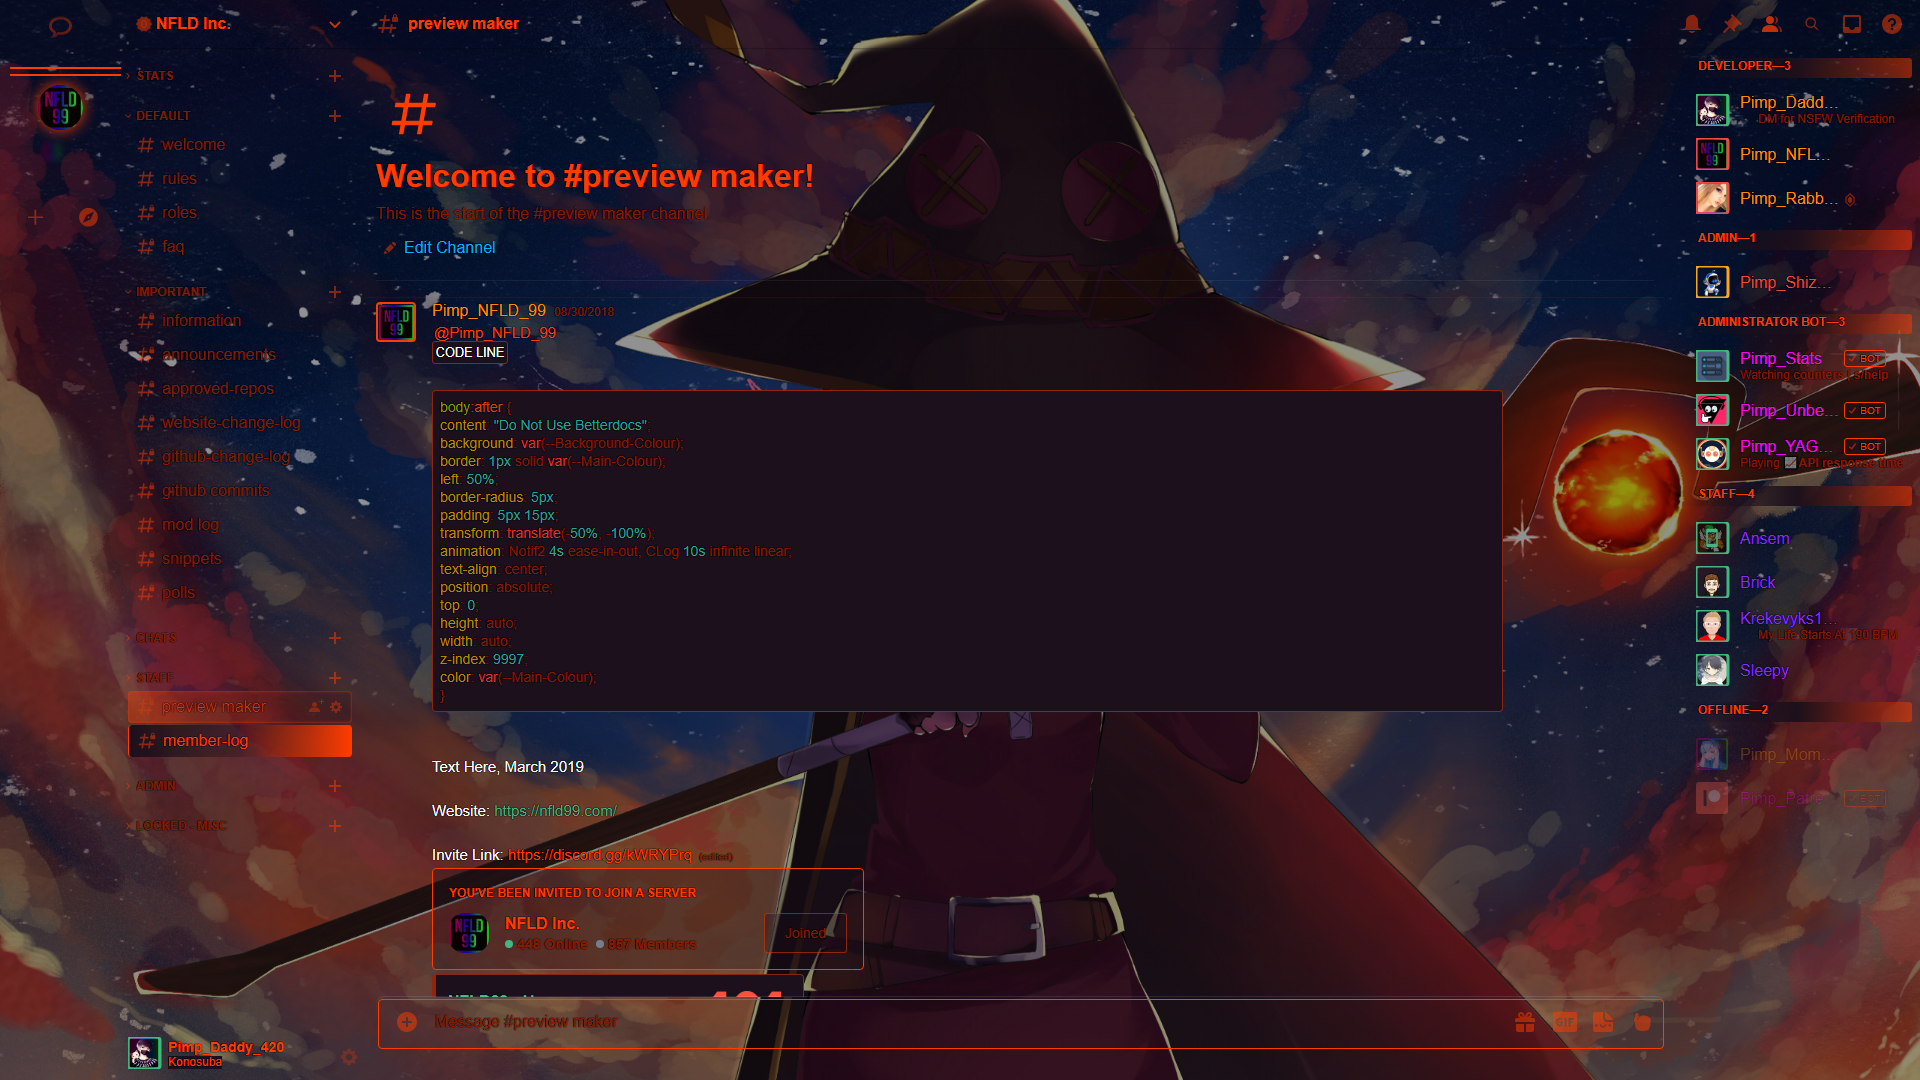 NFLD Inc.
preview maker
STATS
DEFAULT
welcome
rules
roles
faq
IMPORTANT
information
announcements
approved-repos
website-change-log
github-change-log
github commits
mod log
snippets
polls
CHATS
STAFF
preview maker
member-log
ADMIN
LOCKED - MISC
Pimp_Daddy_420
Konosuba
NFLD
99
Welcome to #preview maker!
This is the start of the #preview maker channel.
Edit Channel
Pimp_NFLD_99 08/30/2018
@Pimp_NFLD_99
CODE LINE
body:after {
content: "Do Not Use Betterdocs";
background: var(--Background-Colour);
border: 1px solid var(--Main-Colour);
left: 50%;
border-radius: 5px;
padding: 5px 15px;
transform: translate(-50%, -100%);
animation: Notif2 4s ease-in-out, CLog 10s infinite linear;
text-align: center;
position: absolute;
top: 0;
height: auto;
width: auto;
z-index: 9997;
color: var(--Main-Colour);
}
Text Here, March 2019
Website: https://nfld99.com/
Invite Link: https://discord.gg/kWRYPrq (edited)
YOU'VE BEEN INVITED TO JOIN A SERVER
NFLD Inc.
448 Online 867 Members
Joined
Message #preview maker
GIF
DEVELOPER—3
Pimp_Dadd...
DM for NSFW Verification
Pimp_NFL...
Pimp_Rabb...
ADMIN—1
Pimp_Shiz...
ADMINISTRATOR BOT—3
Pimp_Stats BOT
Watching counters | s!help
Pimp_Unbe... BOT
Pimp_YAG... BOT
Playing API response time
STAFF—4
Ansem
Brick
Krekevyks1...
My Life Starts At 190 BPM
Sleepy
OFFLINE—2
Pimp_Mom...
Pimp_Patre... BOT